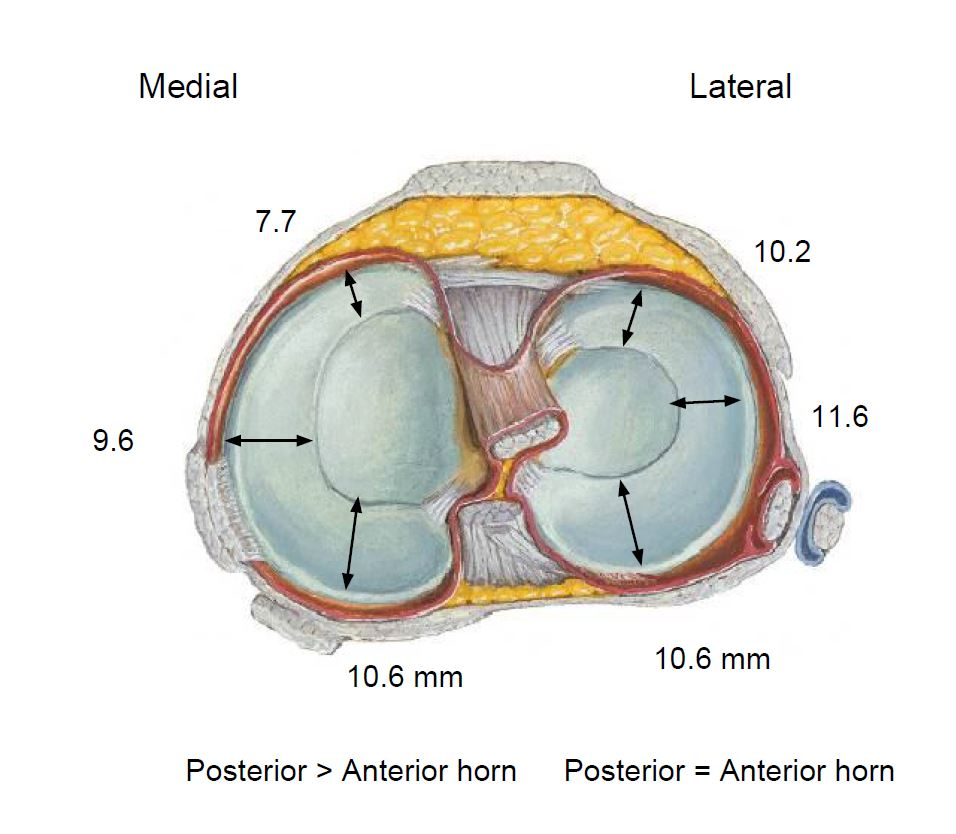 Medial
Lateral
7.7
10.2
9.6
11.6
10.6 mm
10.6 mm
Posterior > Anterior horn
Posterior = Anterior horn